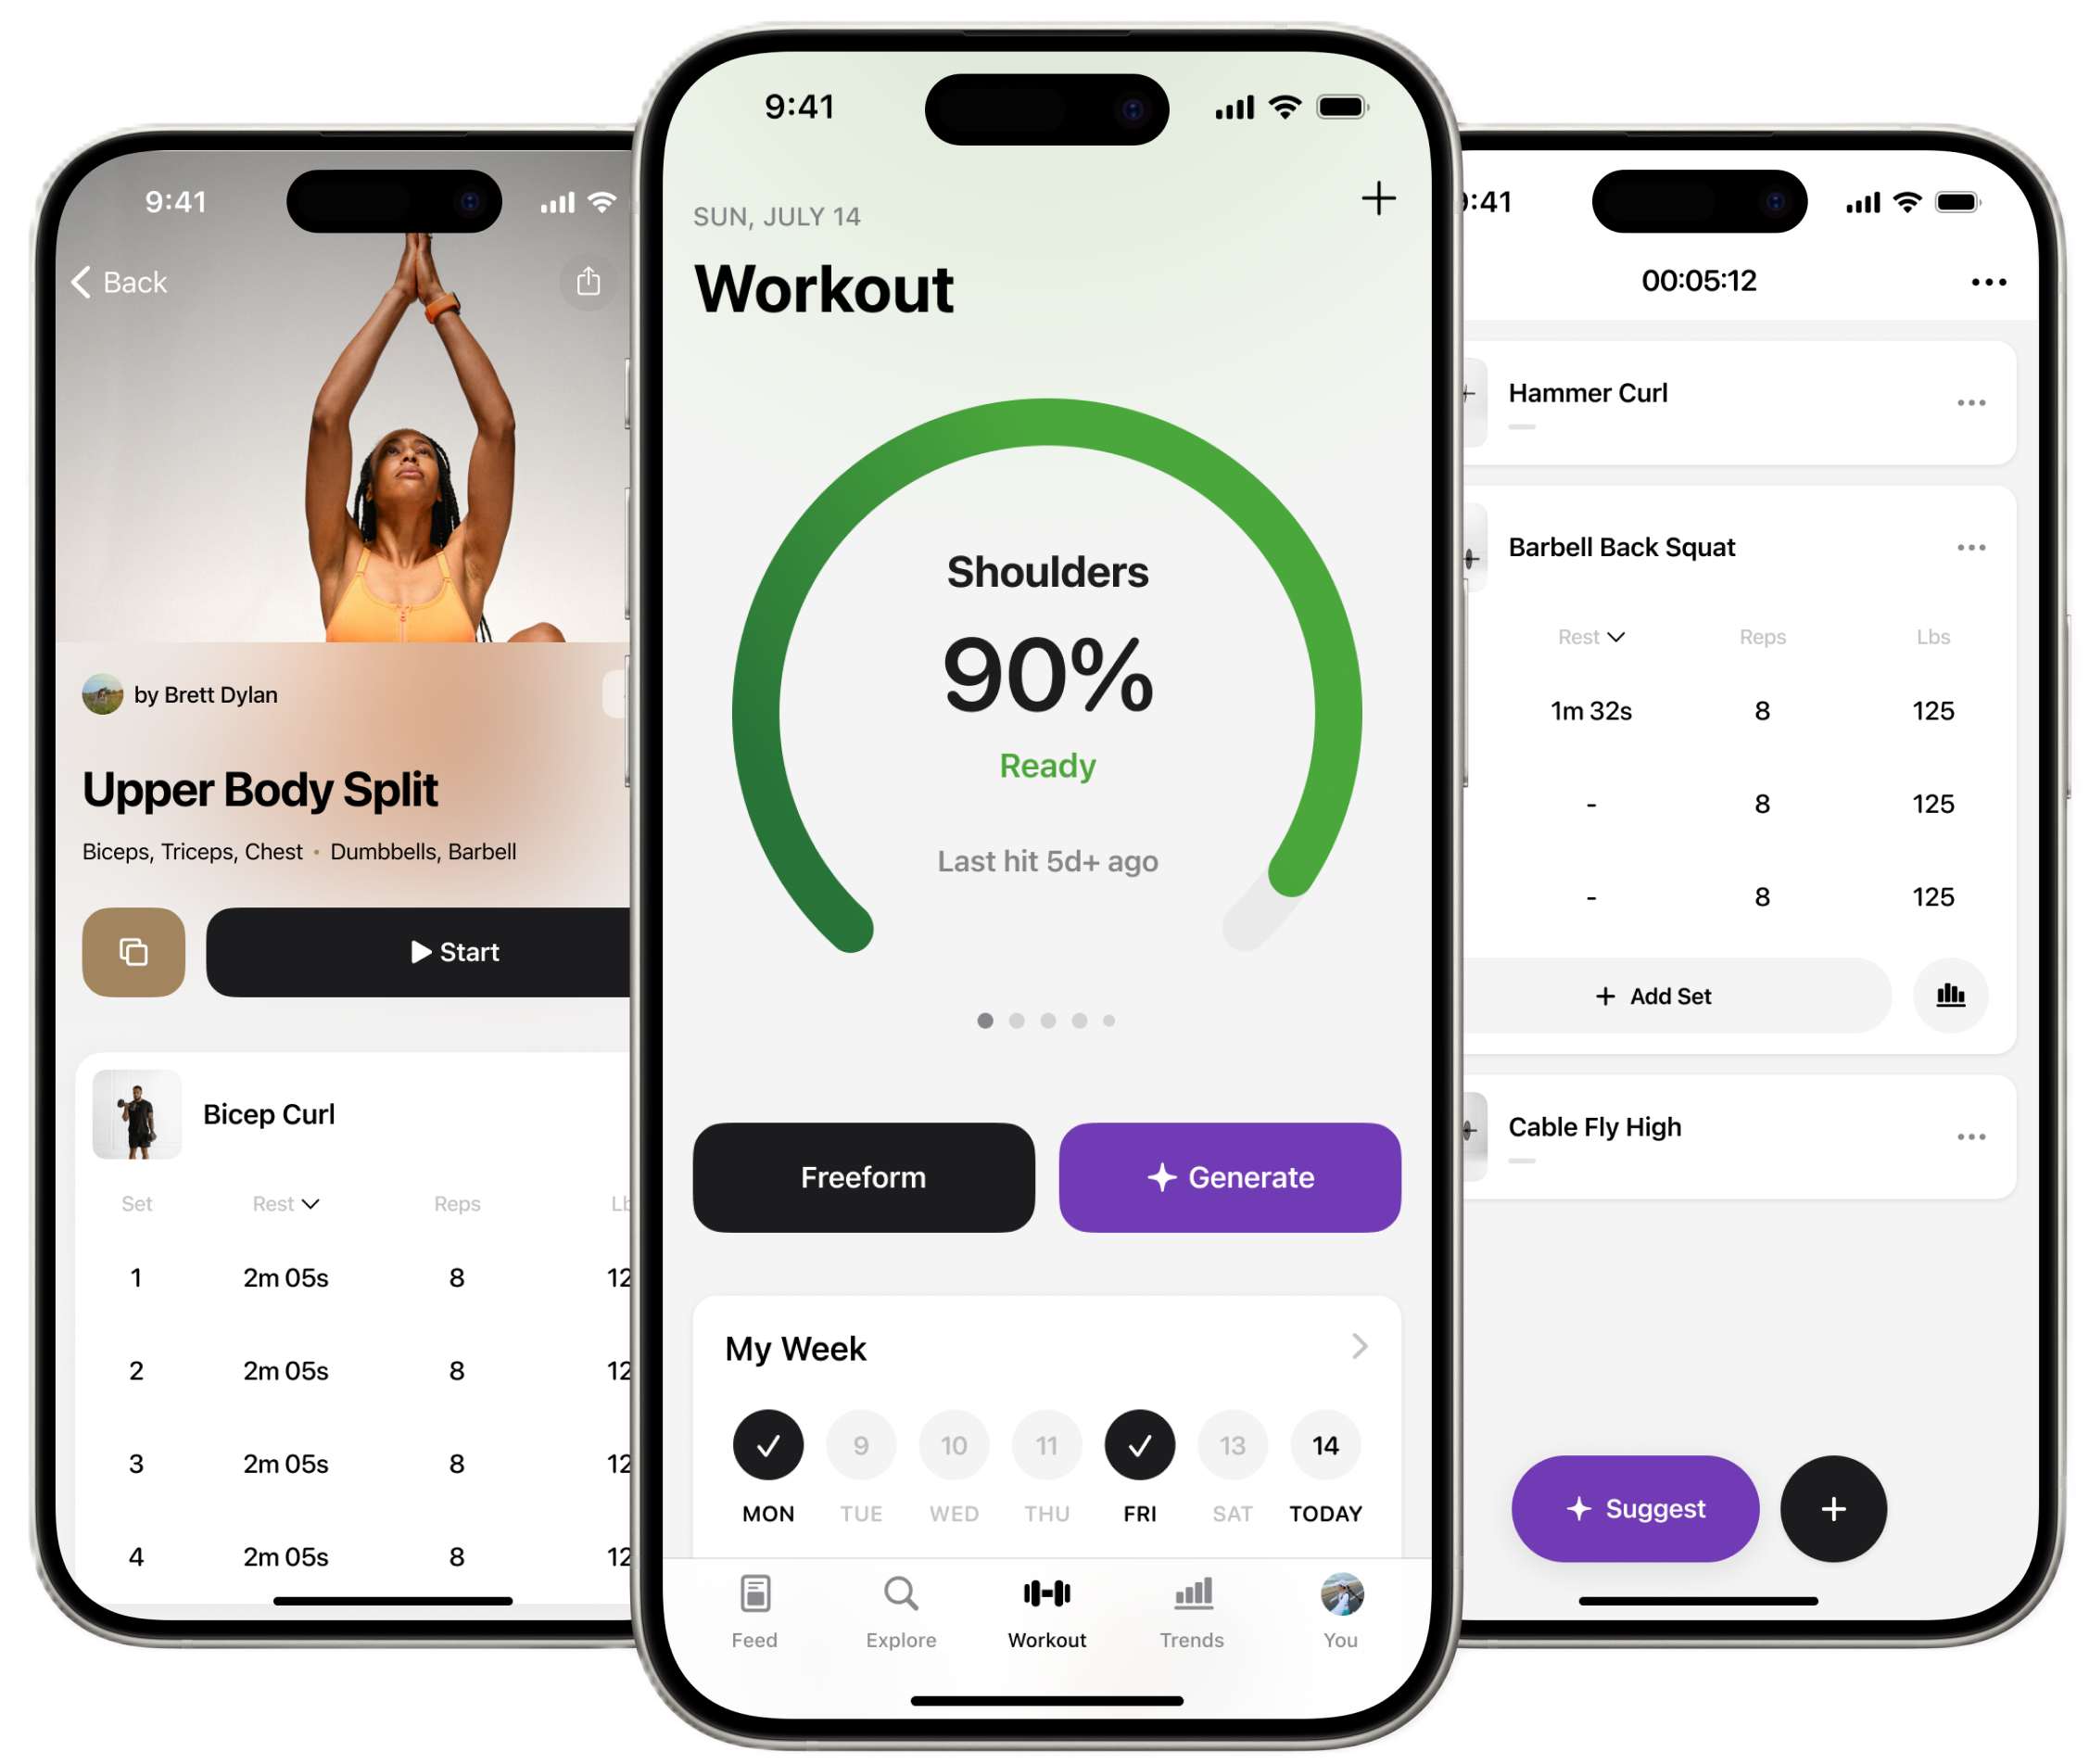 9:41
Back
by Brett Dylan
Upper Body Split
Biceps, Triceps, Chest • Dumbbells, Barbell
Start
Bicep Curl
Set Rest Reps
1 2m 05s 8 12
2 2m 05s 8 12
3 2m 05s 8 12
4 2m 05s 8 12
9:41
SUN, JULY 14
Workout
Shoulders
90%
Ready
Last hit 5d+ ago
Freeform
Generate
My Week
9 10 11 13 14
MON TUE WED THU FRI SAT TODAY
Feed Explore Workout Trends You
:41
00:05:12
Hammer Curl
Barbell Back Squat
Rest Reps Lbs
1m 32s 8 125
- 8 125
- 8 125
+ Add Set
Cable Fly High
Suggest